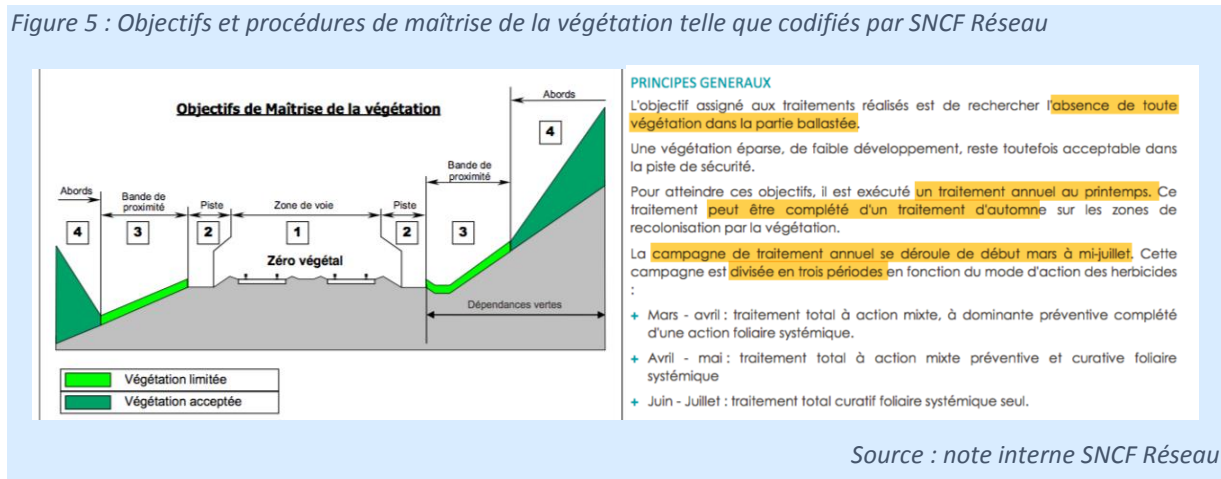 Figure 5 : Objectifs et procédures de maîtrise de la végétation telle que codifiés par SNCF Réseau
Objectifs de Maîtrise de la végétation
Abords
4
Bande de
proximité
Abords
Bande de
proximité
Piste
Zone de voie
Piste
4
3
2
1
2
3
Zéro végétal
Dépendances vertes
Végétation limitée
Végétation acceptée
PRINCIPES GENERAUX
L'objectif assigné aux traitements réalisés est de rechercher l'absence de toute
végétation dans la partie ballastée.
Une végétation éparse, de faible développement, reste toutefois acceptable dans
la piste de sécurité.
Pour atteindre ces objectifs, il est exécuté un traitement annuel au printemps. Ce
traitement peut être complété d'un traitement d'automne sur les zones de
recolonisation par la végétation.
La campagne de traitement annuel se déroule de début mars à mi-juillet. Cette
campagne est divisée en trois périodes en fonction du mode d'action des herbicides
:
+ Mars - avril : traitement total à action mixte, à dominante préventive complété
d'une action foliaire systémique.
+ Avril - mai : traitement total à action mixte préventive et curative foliaire
systémique
+ Juin - Juillet : traitement total curatif foliaire systémique seul.
Source : note interne SNCF Réseau